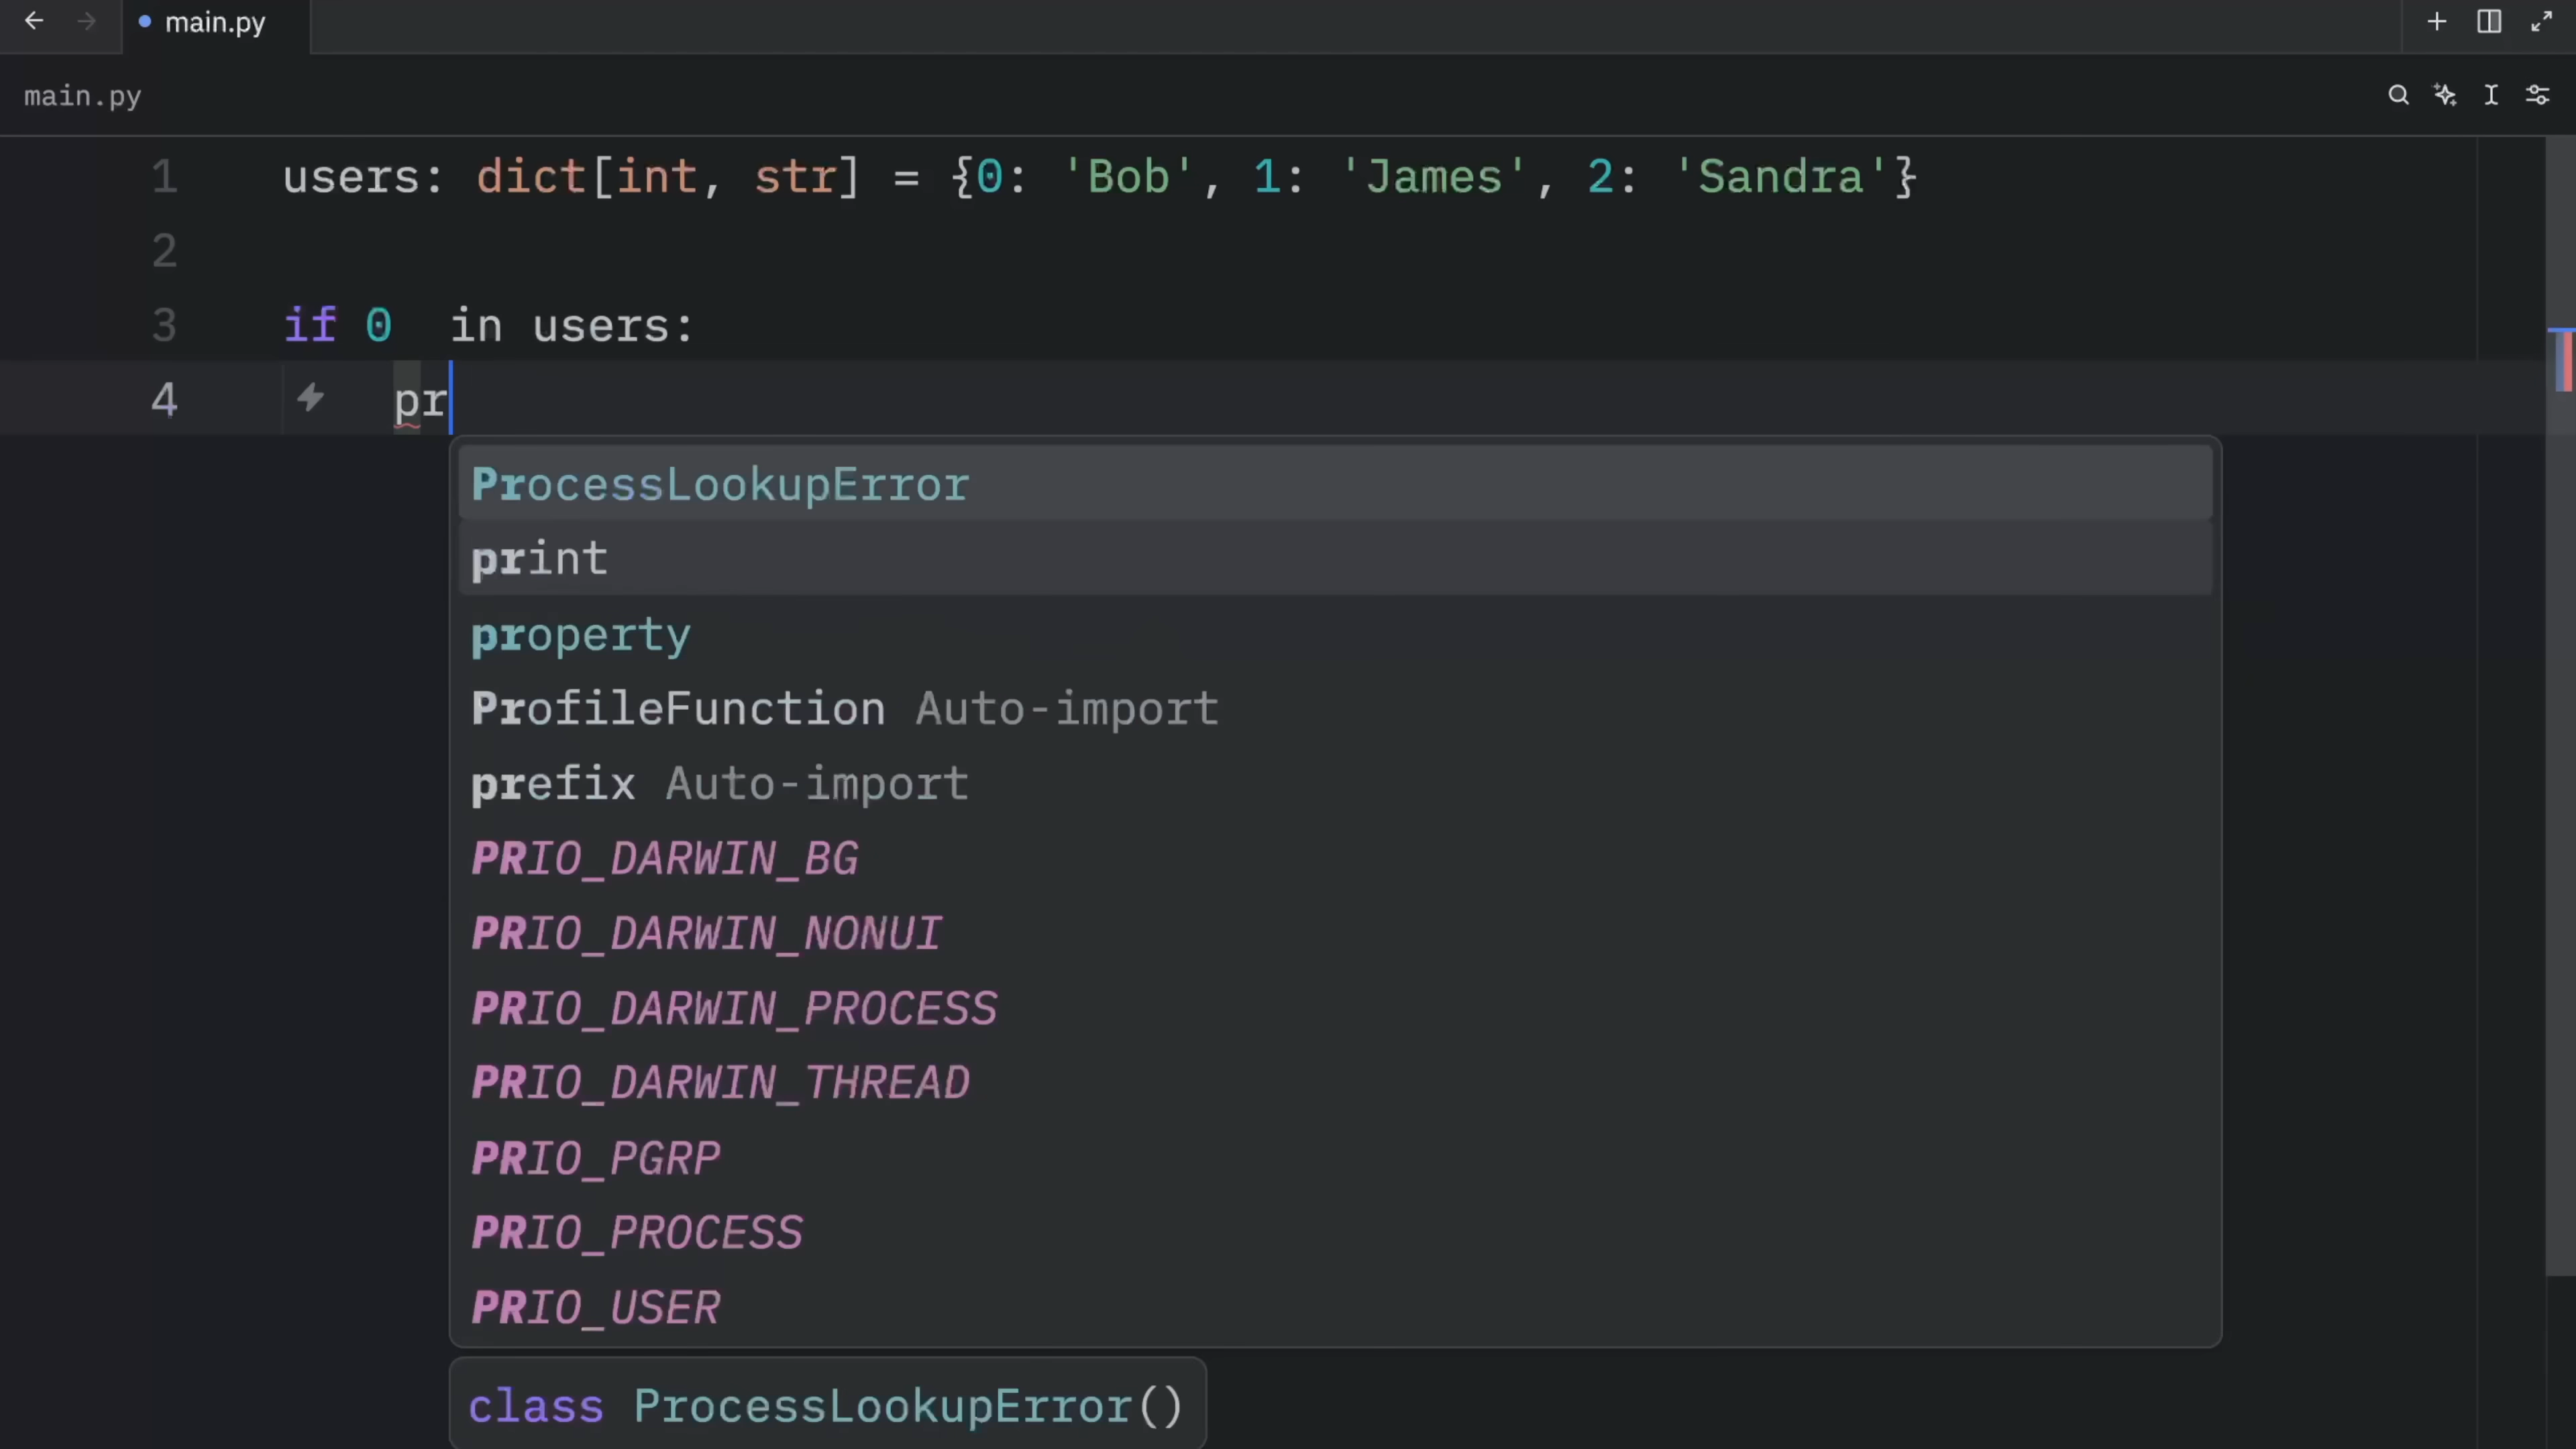 main.py
main.py
1 users: dict[int, str] = {0: 'Bob', 1: 'James', 2: 'Sandra'}
2
3 if 0  in users:
4 pr
ProcessLookupError
print
property
ProfileFunction Auto-import
prefix Auto-import
PRIO_DARWIN_BG
PRIO_DARWIN_NONUI
PRIO_DARWIN_PROCESS
PRIO_DARWIN_THREAD
PRIO_PGRP
PRIO_PROCESS
PRIO_USER
class ProcessLookupError()